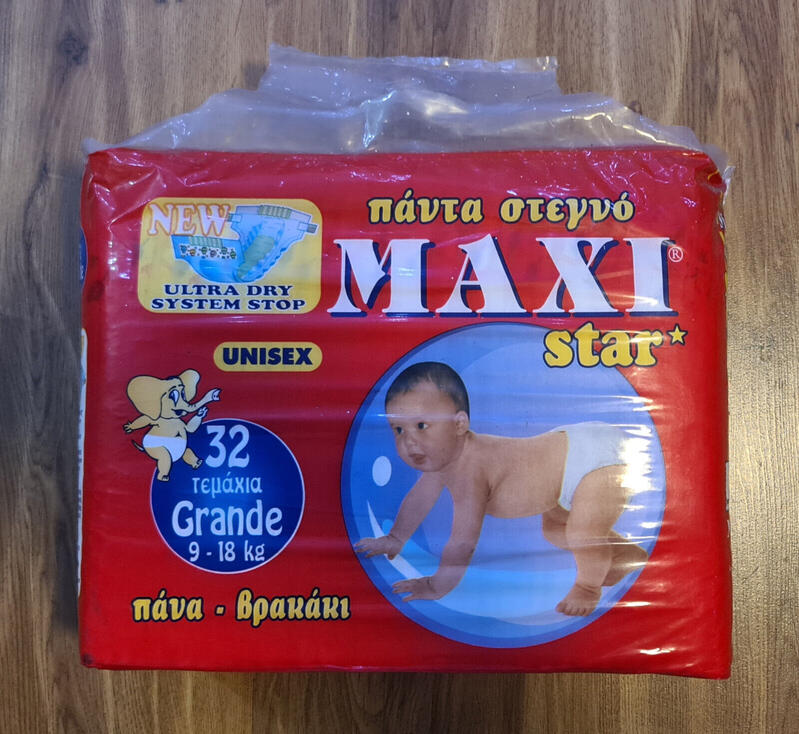 πάντα στεγνό
NEW
MAXI®
ULTRA DRY
SYSTEM STOP
star*
UNISEX
32
τεμάχια
Grande
9 - 18 kg
πάνα - βρακάκι